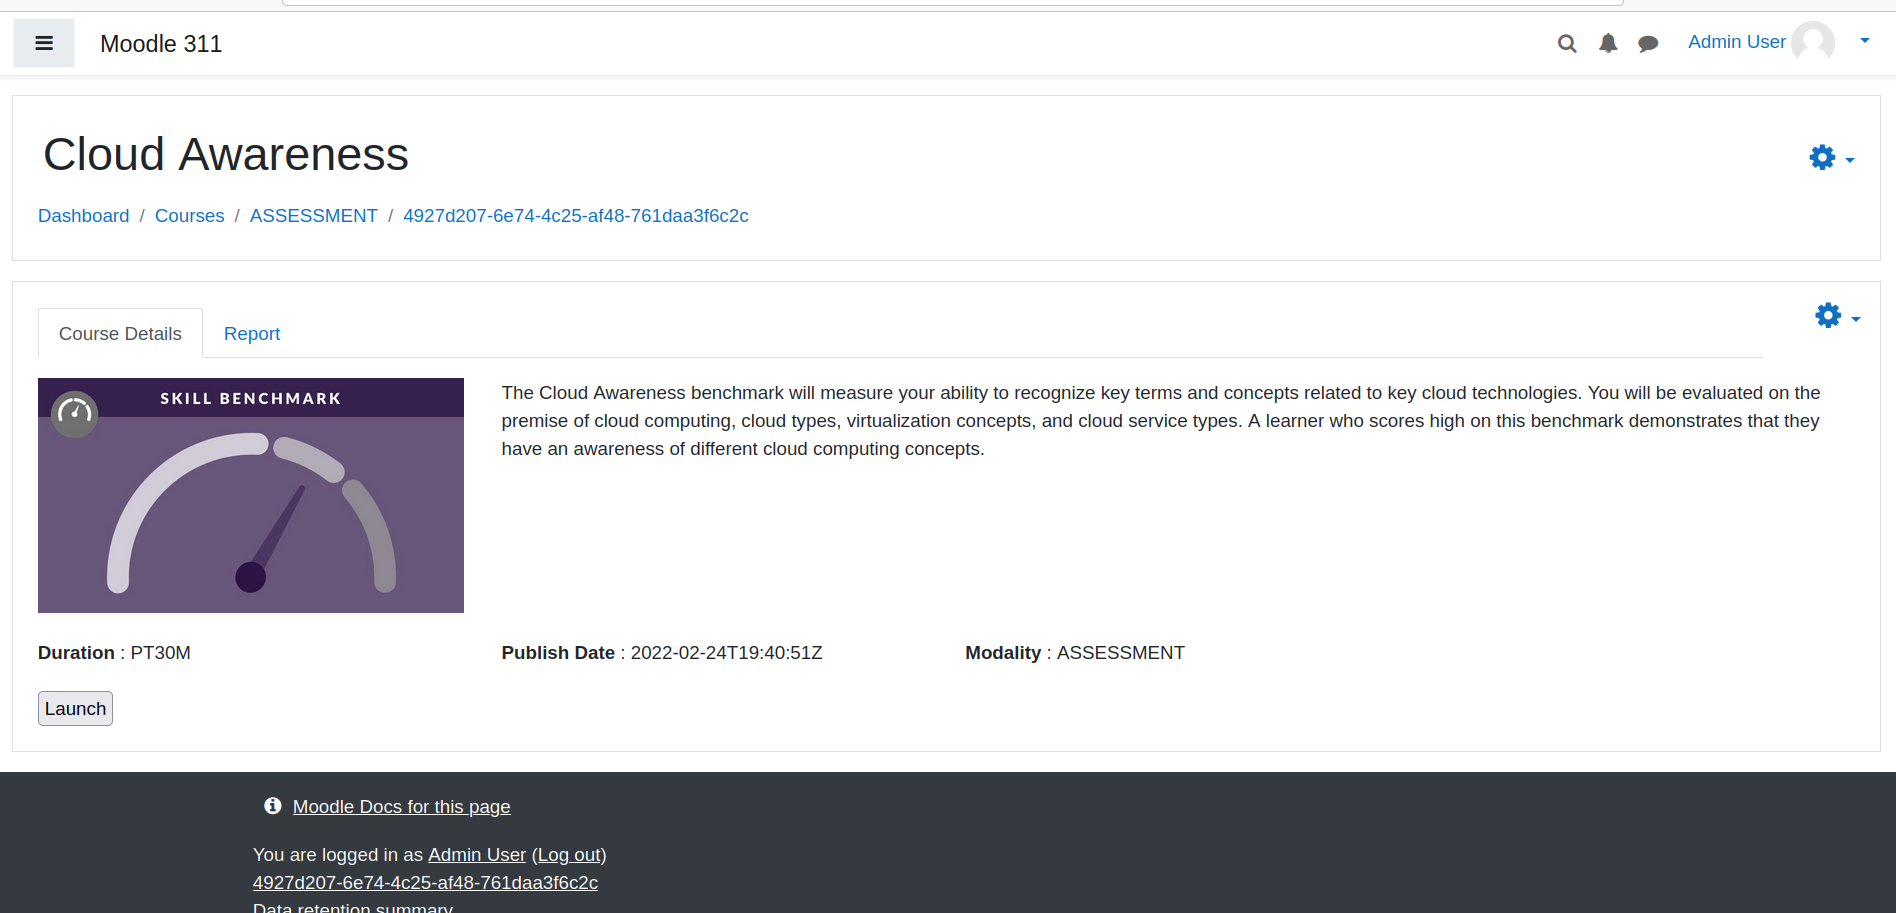 Moodle 311
Admin User
Cloud Awareness
Dashboard / Courses / ASSESSMENT / 4927d207-6e74-4c25-af48-761daa3f6c2c
Course Details
Report
SKILL BENCHMARK
The Cloud Awareness benchmark will measure your ability to recognize key terms and concepts related to key cloud technologies. You will be evaluated on the
premise of cloud computing, cloud types, virtualization concepts, and cloud service types. A learner who scores high on this benchmark demonstrates that they
have an awareness of different cloud computing concepts.
Duration : PT30M
Publish Date : 2022-02-24T19:40:51Z
Modality : ASSESSMENT
Launch
Moodle Docs for this page
You are logged in as Admin User (Log out)
4927d207-6e74-4c25-af48-761daa3f6c2c
Data retention summary